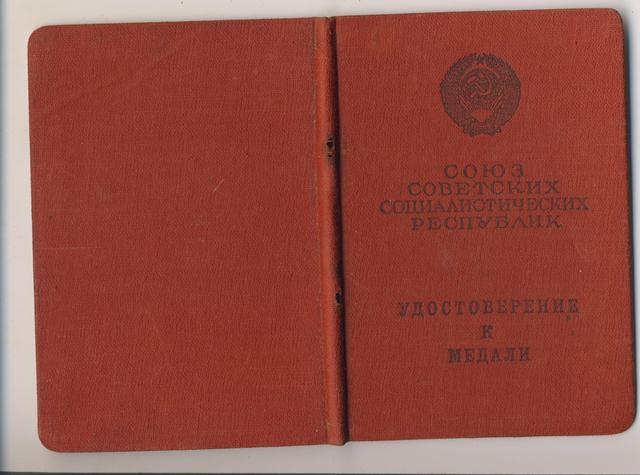 СОЮЗ
СОВЕТСКИХ
СОЦИАЛИСТИЧЕСКИХ
РЕСПУБЛИК
УДОСТОВЕРЕНИЕ
К
МЕДАЛИ